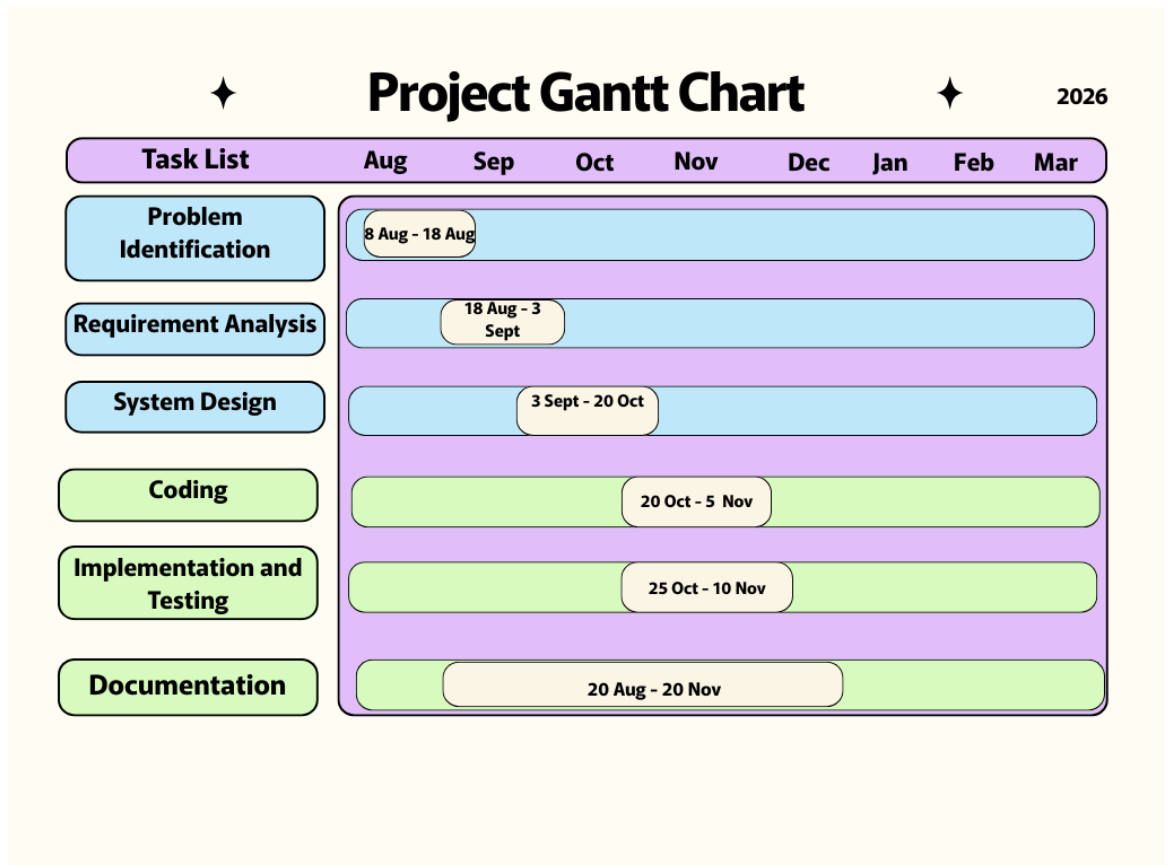 Project Gantt Chart
2026
Task List Aug Sep Oct Nov Dec Jan Feb Mar
Problem
Identification
8 Aug - 18 Aug
Requirement Analysis
18 Aug - 3
Sept
System Design
3 Sept - 20 Oct
Coding
20 Oct - 5 Nov
Implementation and
Testing
25 Oct - 10 Nov
Documentation
20 Aug - 20 Nov